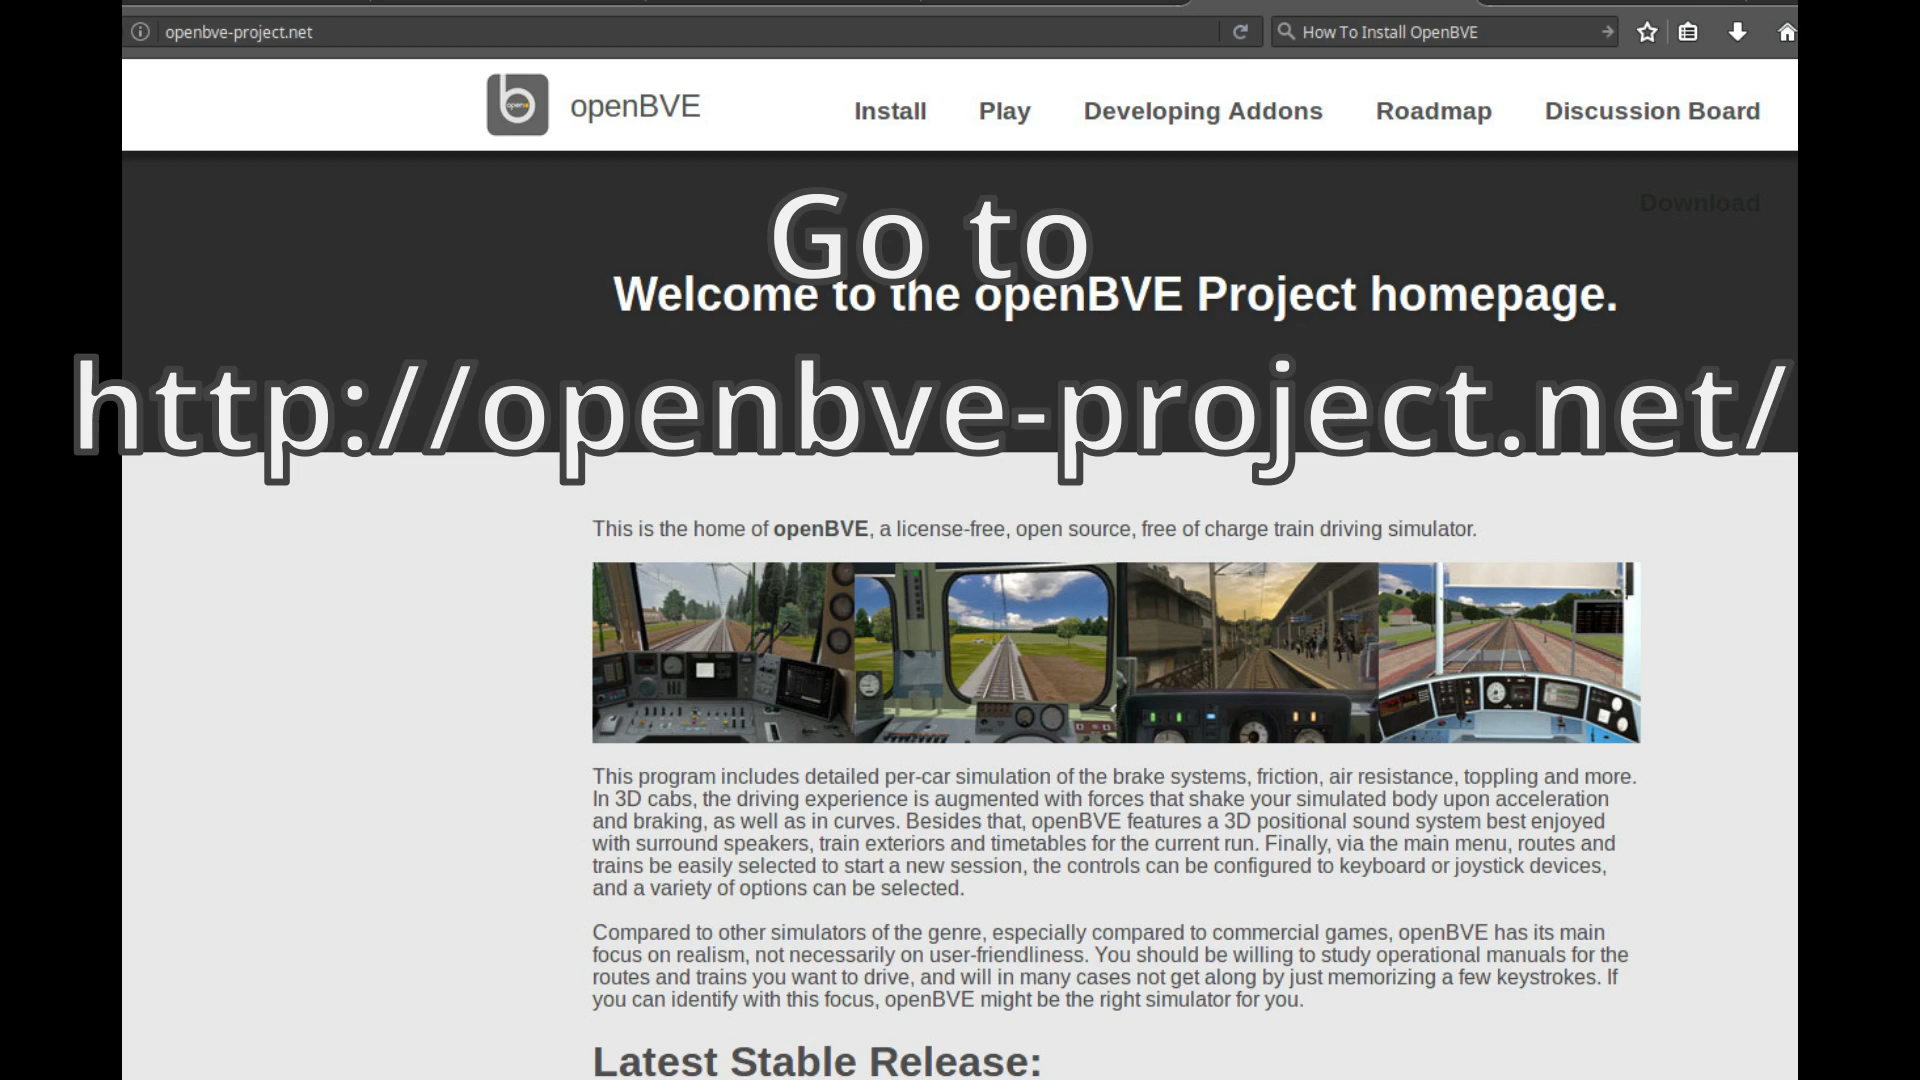 openbve-project.net
How To Install OpenBVE
openBVE
Install
Play
Developing Addons
Roadmap
Discussion Board
Download
Go to
Welcome to the openBVE Project homepage.
http://openbve-project.net/
This is the home of openBVE, a license-free, open source, free of charge train driving simulator.
This program includes detailed per-car simulation of the brake systems, friction, air resistance, toppling and more.
In 3D cabs, the driving experience is augmented with forces that shake your simulated body upon acceleration
and braking, as well as in curves. Besides that, openBVE features a 3D positional sound system best enjoyed
with surround speakers, train exteriors and timetables for the current run. Finally, via the main menu, routes and
trains be easily selected to start a new session, the controls can be configured to keyboard or joystick devices,
and a variety of options can be selected.
Compared to other simulators of the genre, especially compared to commercial games, openBVE has its main
focus on realism, not necessarily on user-friendliness. You should be willing to study operational manuals for the
routes and trains you want to drive, and will in many cases not get along by just memorizing a few keystrokes. If
you can identify with this focus, openBVE might be the right simulator for you.
Latest Stable Release: